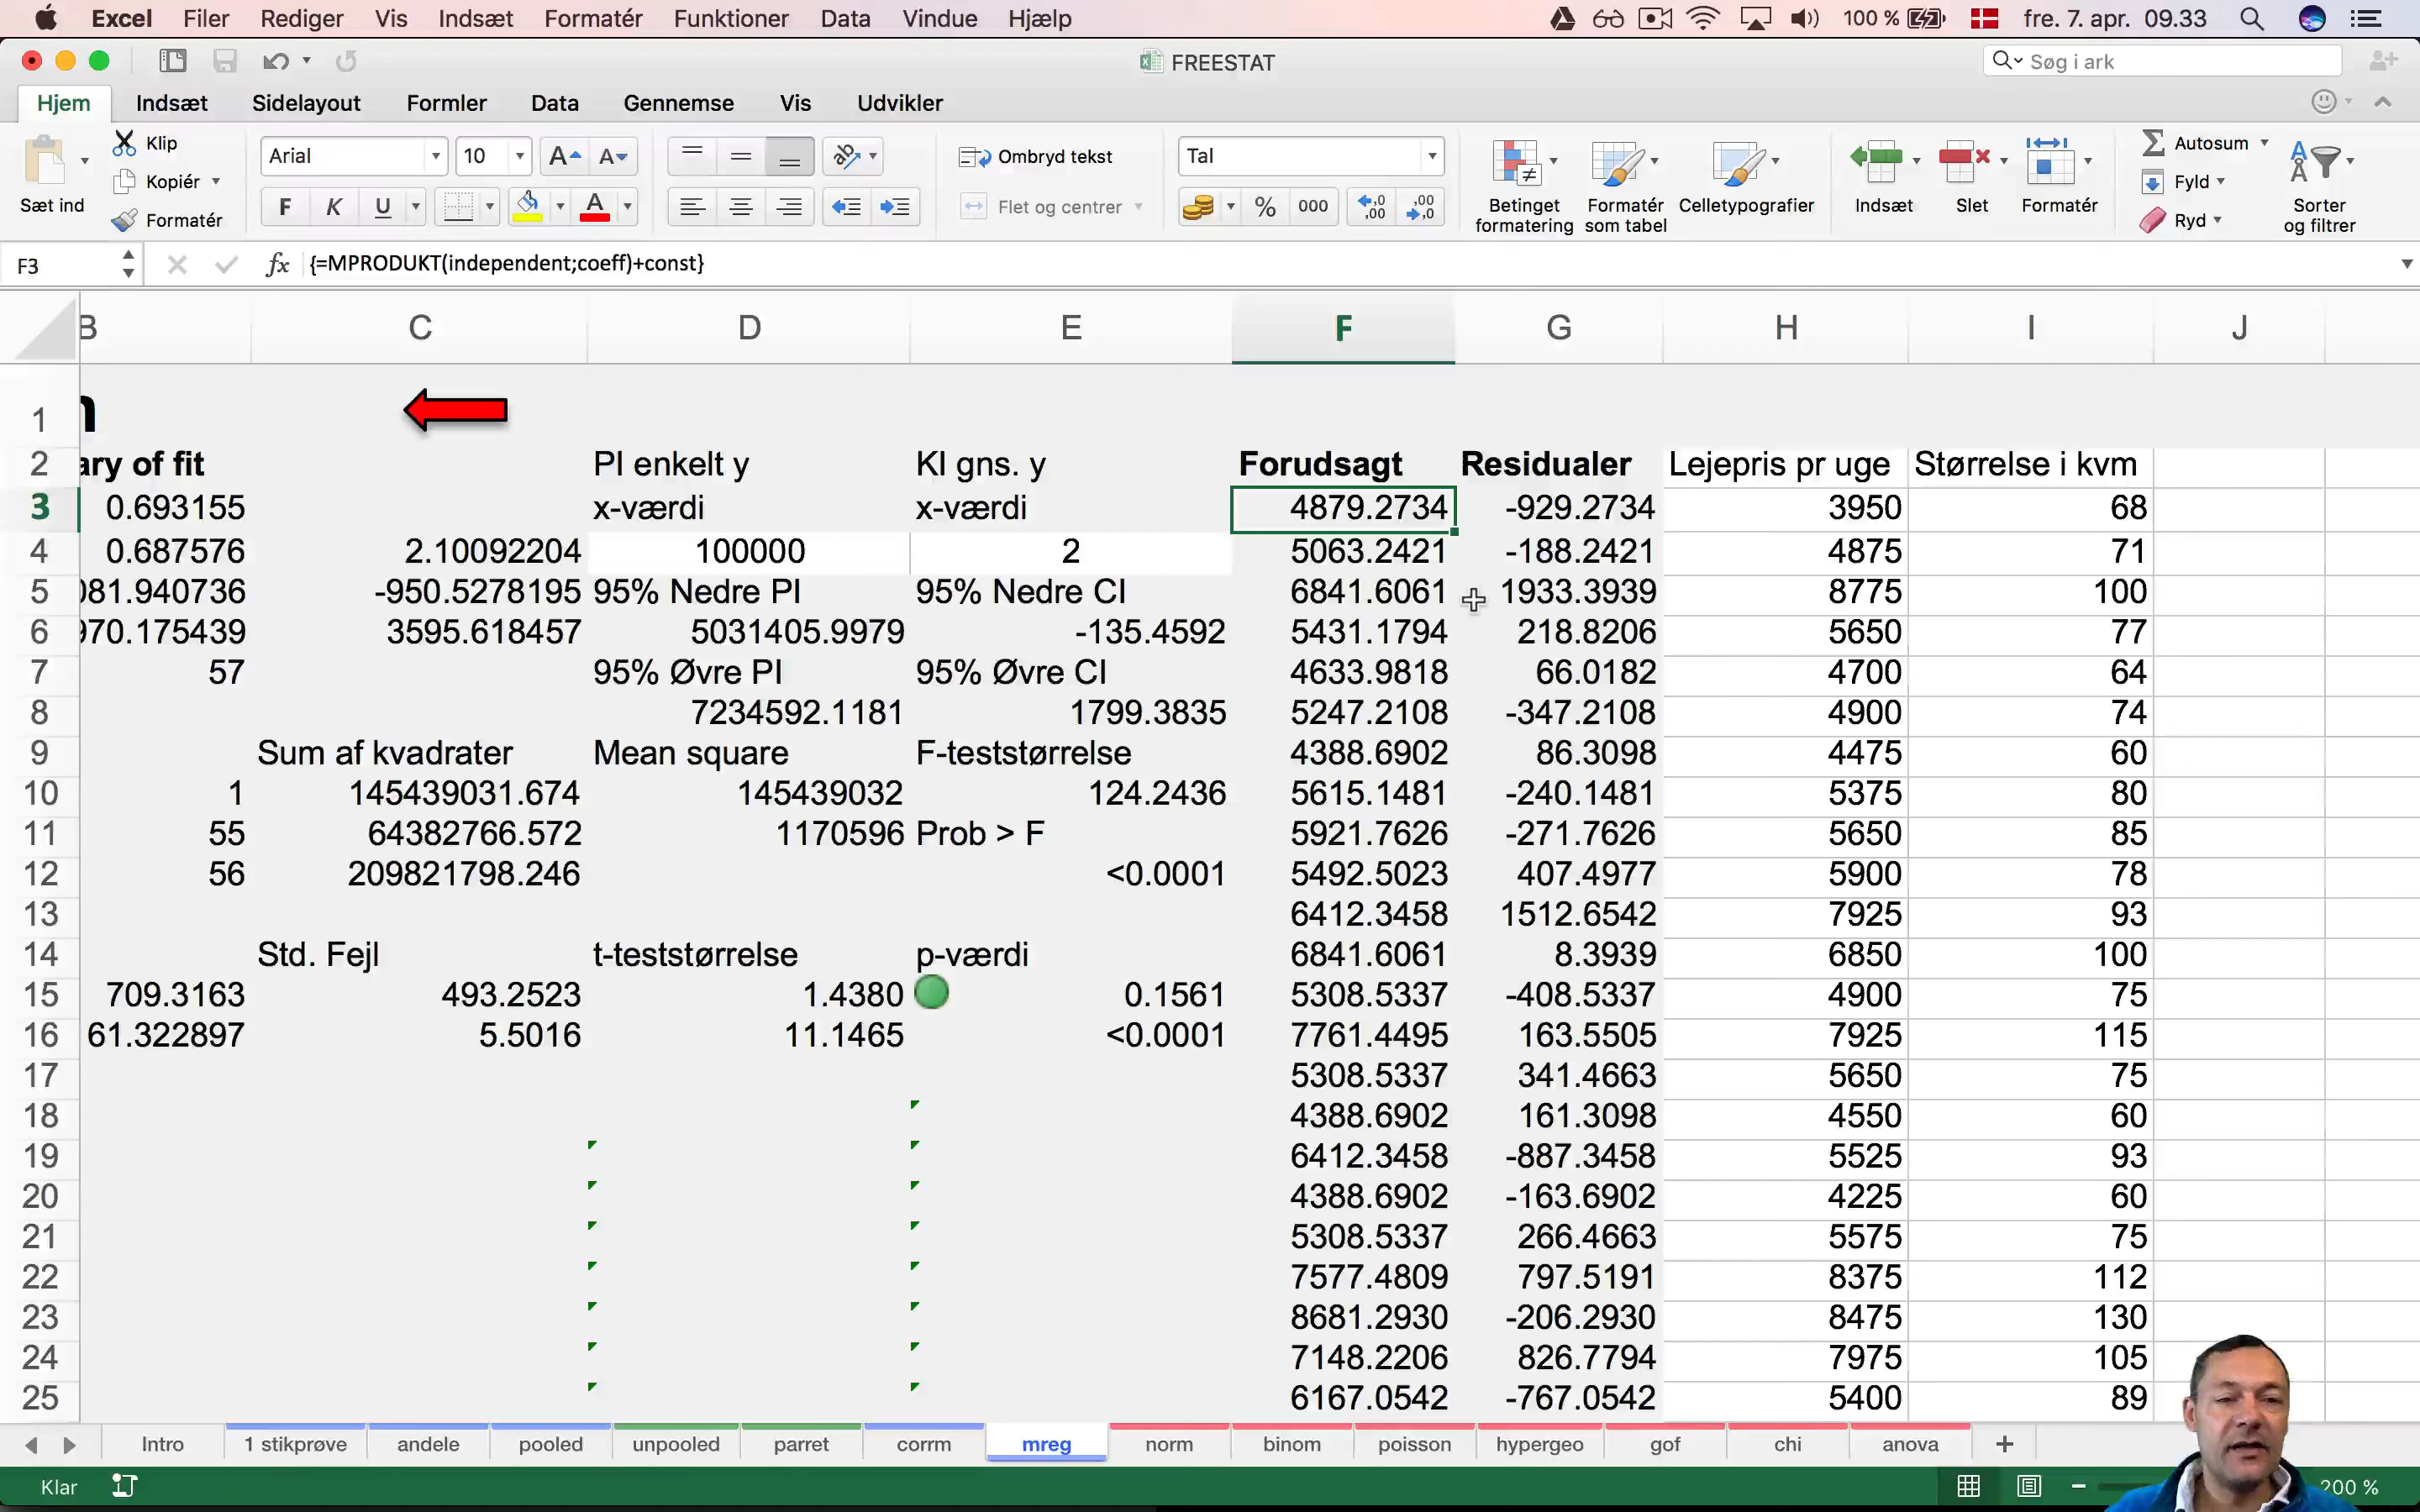 Excel Filer Rediger Vis Indsæt Formatér Funktioner Data Vindue Hjælp 100 % fre. 7. apr. 09.33
FREESTAT
Søg i ark
Hjem Indsæt Sidelayout Formler Data Gennemse Vis Udvikler
Sæt ind
Klip
Kopiér
Formatér
Arial 10
F K U
Ombryd tekst
Flet og centrer
Tal
% 000
Betinget formatering
Formatér som tabel
Celletypografier
Indsæt Slet Formatér
Autosum
Fyld
Ryd
Sorter og filtrer
F3 fx {=MPRODUKT(independent;coeff)+const}
B C D E F G H I J
1 n
2 ary of fit PI enkelt y KI gns. y Forudsagt Residualer Lejepris pr uge Størrelse i kvm
3 0.693155 x-værdi x-værdi 4879.2734 -929.2734 3950 68
4 0.687576 2.10092204 100000 2 5063.2421 -188.2421 4875 71
5 081.940736 -950.5278195 95% Nedre PI 95% Nedre CI 6841.6061 1933.3939 8775 100
6 970.175439 3595.618457 5031405.9979 -135.4592 5431.1794 218.8206 5650 77
7 57 95% Øvre PI 95% Øvre CI 4633.9818 66.0182 4700 64
8 7234592.1181 1799.3835 5247.2108 -347.2108 4900 74
9 Sum af kvadrater Mean square F-teststørrelse 4388.6902 86.3098 4475 60
10 1 145439031.674 145439032 124.2436 5615.1481 -240.1481 5375 80
11 55 64382766.572 1170596 Prob > F 5921.7626 -271.7626 5650 85
12 56 209821798.246 <0.0001 5492.5023 407.4977 5900 78
13 6412.3458 1512.6542 7925 93
14 Std. Fejl t-teststørrelse p-værdi 6841.6061 8.3939 6850 100
15 709.3163 493.2523 1.4380 0.1561 5308.5337 -408.5337 4900 75
16 61.322897 5.5016 11.1465 <0.0001 7761.4495 163.5505 7925 115
17 5308.5337 341.4663 5650 75
18 4388.6902 161.3098 4550 60
19 6412.3458 -887.3458 5525 93
20 4388.6902 -163.6902 4225 60
21 5308.5337 266.4663 5575 75
22 7577.4809 797.5191 8375 112
23 8681.2930 -206.2930 8475 130
24 7148.2206 826.7794 7975 105
25 6167.0542 -767.0542 5400 89
Intro 1 stikprøve andele pooled unpooled parret corrm mreg norm binom poisson hypergeo gof chi anova +
Klar 200 %